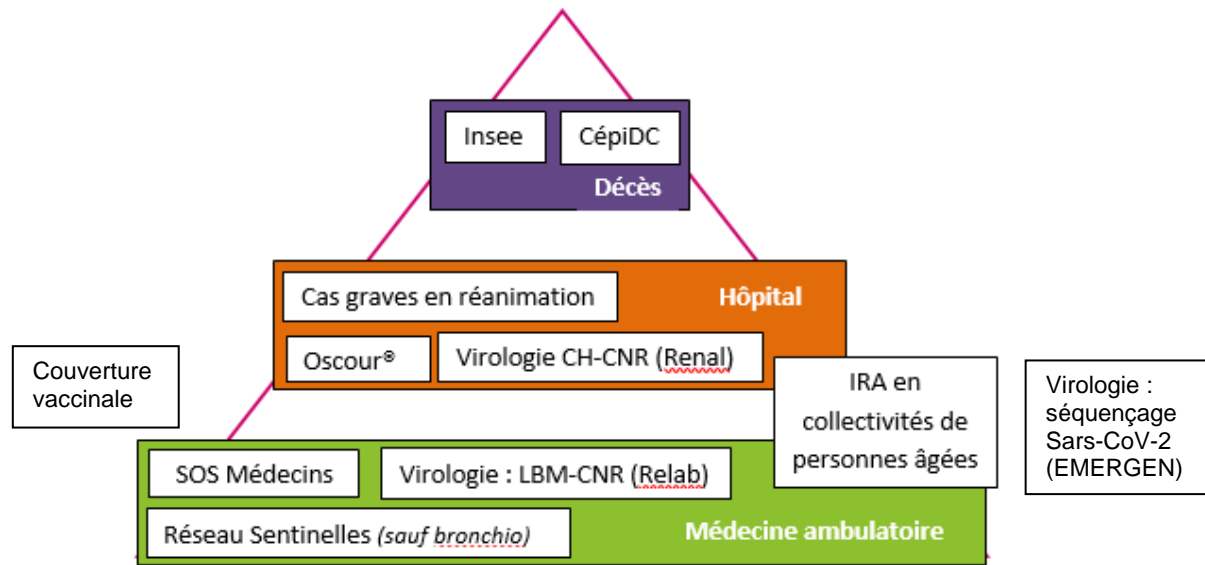 Insee
CépiDC
Décès
Cas graves en réanimation
Hôpital
Oscour®
Virologie CH-CNR (Renal)
Couverture
vaccinale
IRA en
collectivités de
personnes âgées
Virologie :
séquençage
Sars-CoV-2
(EMERGEN)
SOS Médecins
Virologie : LBM-CNR (Relab)
Réseau Sentinelles (sauf bronchio)
Médecine ambulatoire